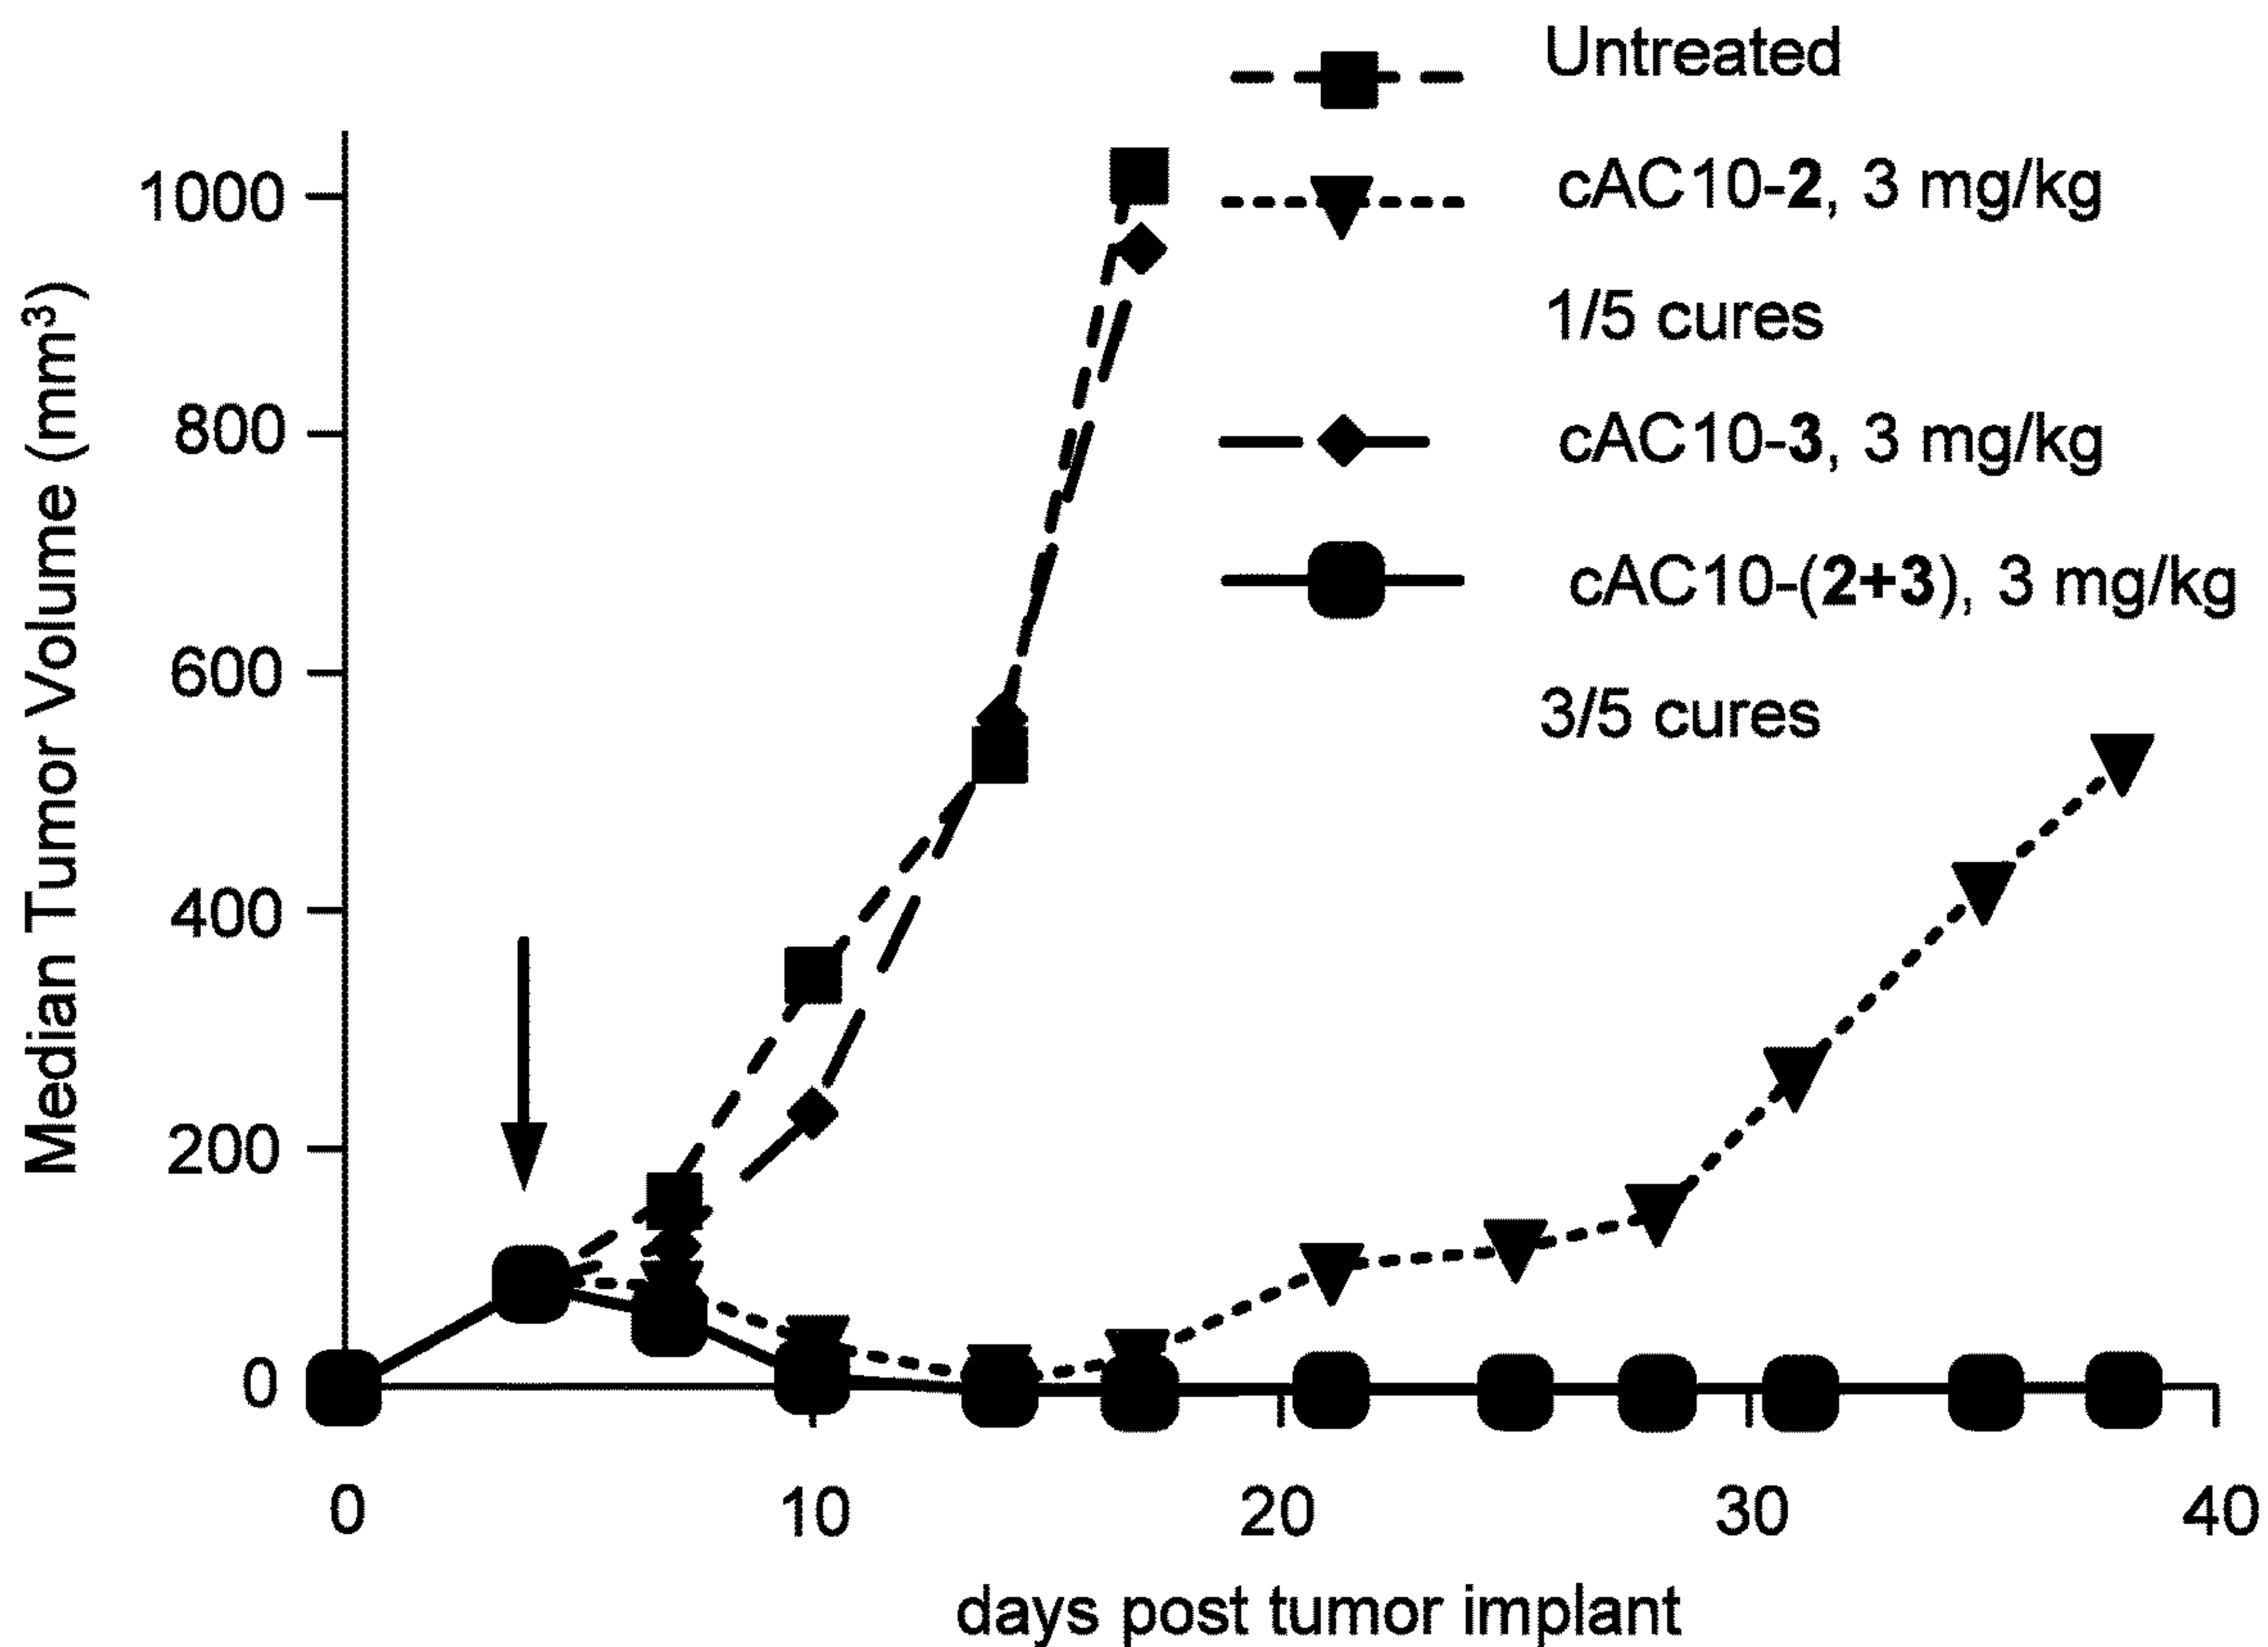 Untreated
cAC10-2, 3 mg/kg
1/5 cures
cAC10-3, 3 mg/kg
cAC10-(2+3), 3 mg/kg
3/5 cures
Median Tumor Volume (mm³)
1000
800
600
400
200
0
0 10 20 30 40
days post tumor implant